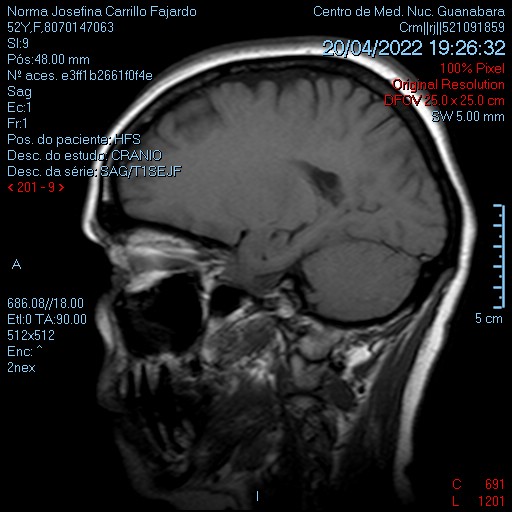 Norma Josefina Carrillo Fajardo
52Y,F,8070147063
Sl:9
Pós:48.00 mm
Nº aces. e3ff1b2661f0f4e
Sag
Ec:1
Fr:1
Pos. do paciente: HFS
Desc. do estudo: CRANIO
Desc. da série: SAG/T1SEJF
< 201 - 9 >
Centro de Med. Nuc. Guanabara
Crm||rj||521091859
20/04/2022 19:26:32
100% Pixel
Original Resolution
DFOV 25.0 x 25.0 cm
SW 5.00 mm
A
686.08//18.00
Etl:0 TA:90.00
512x512
Enc: ^
2nex
5 cm
I
C 691
L 1201